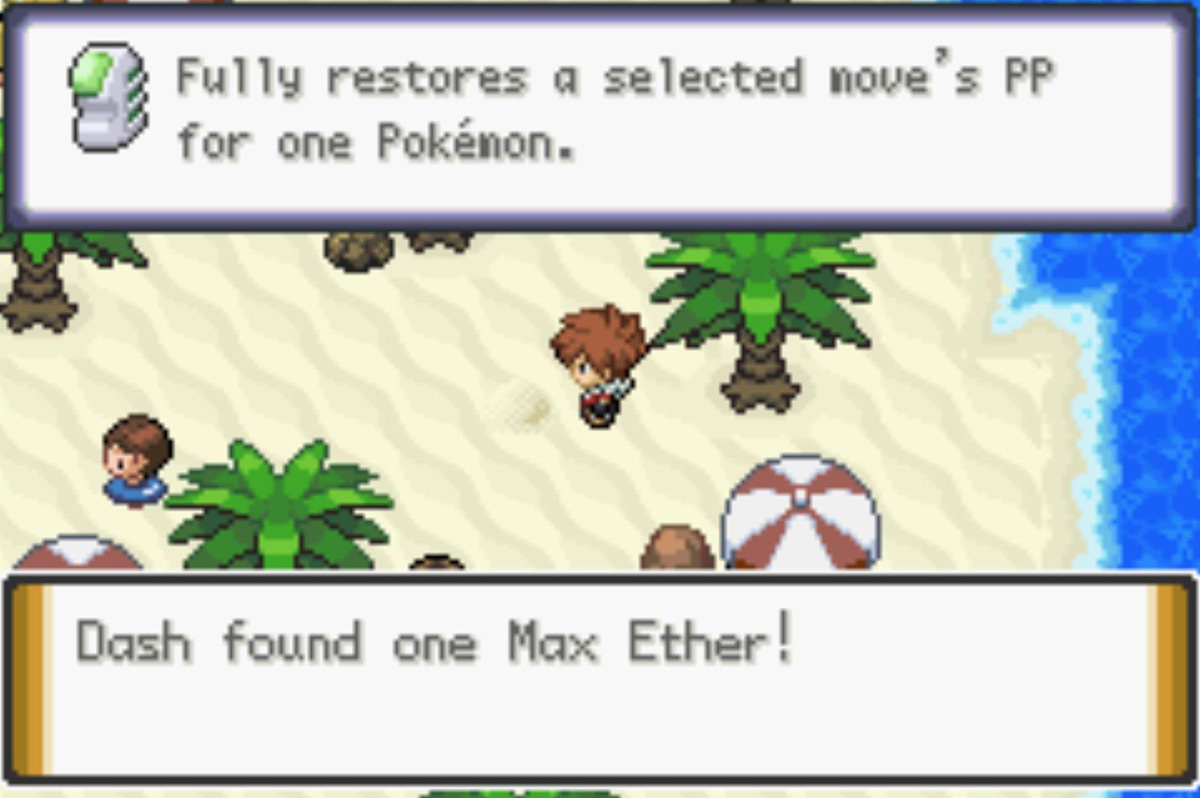 Fully restores a selected move's PP
for one Pokémon.
Dash found one Max Ether!